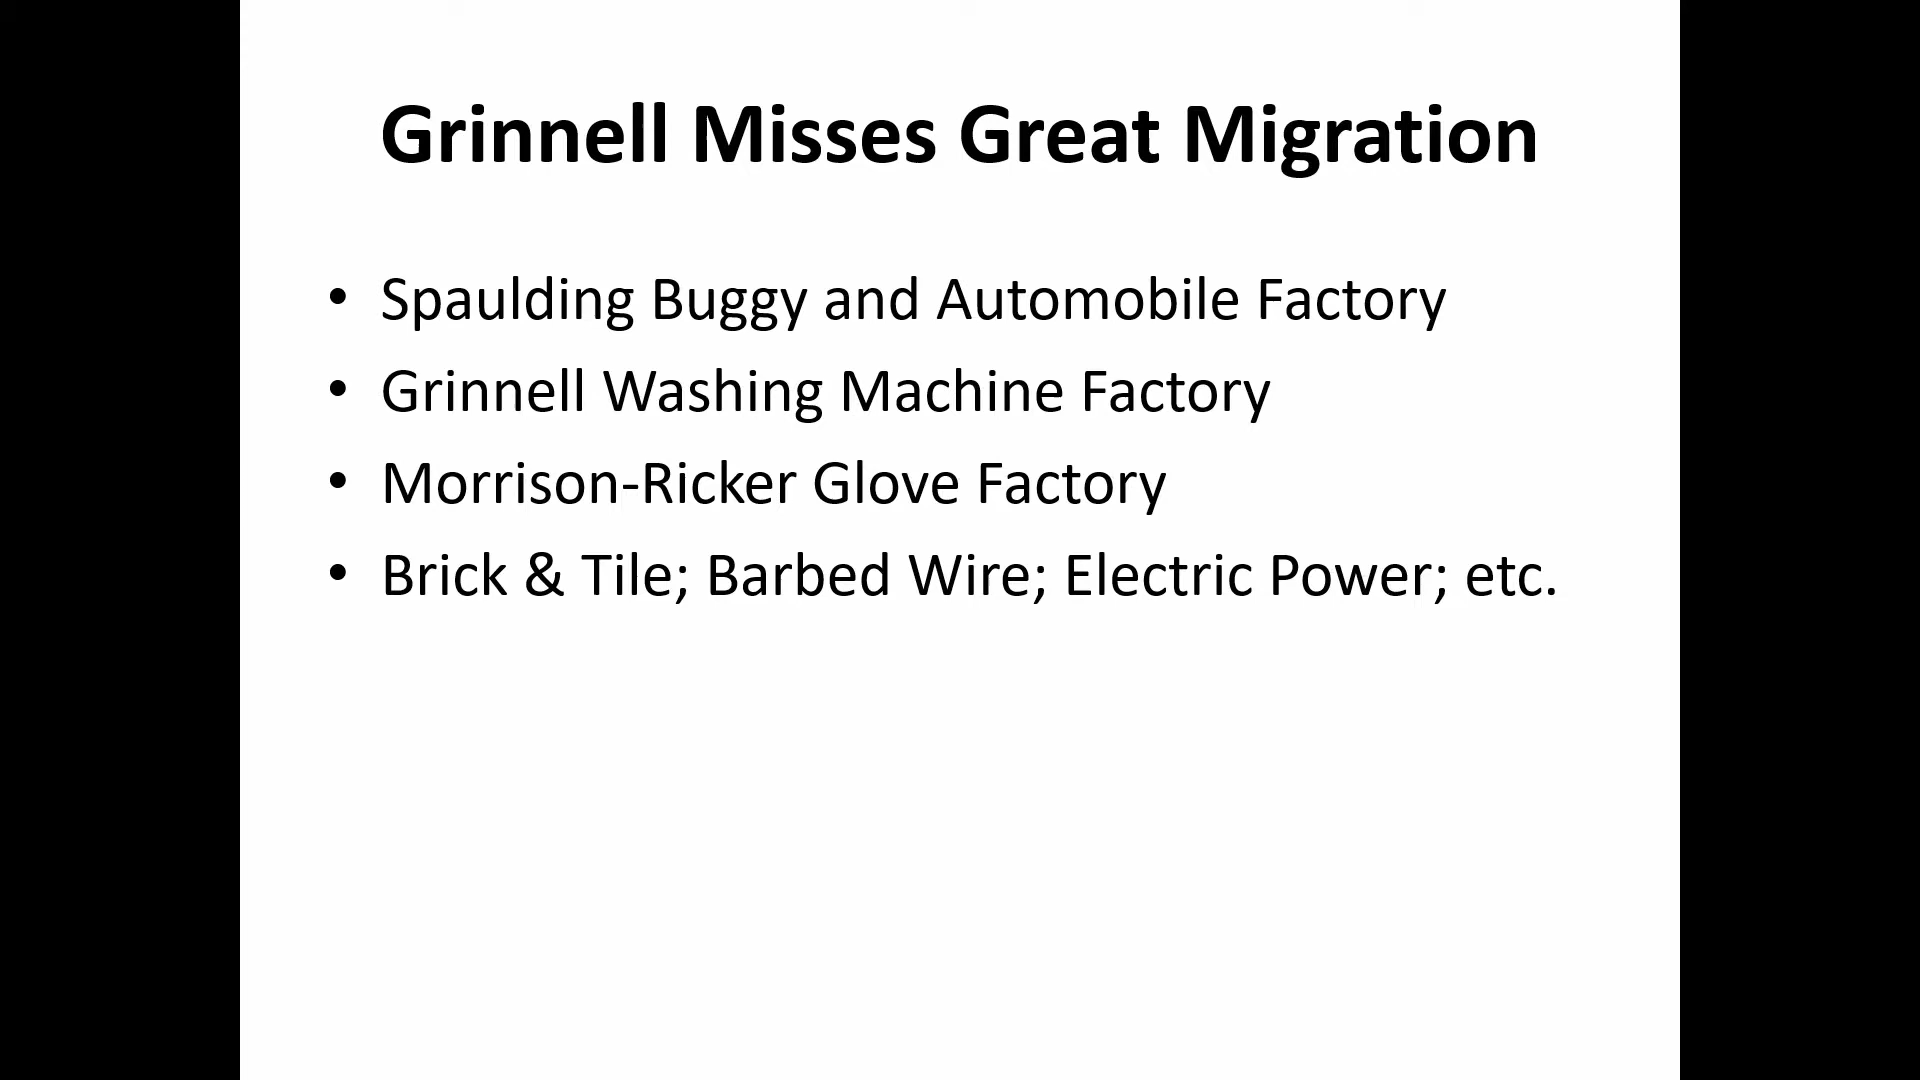 Grinnell Misses Great Migration
• Spaulding Buggy and Automobile Factory
• Grinnell Washing Machine Factory
• Morrison-Ricker Glove Factory
• Brick & Tile; Barbed Wire; Electric Power; etc.